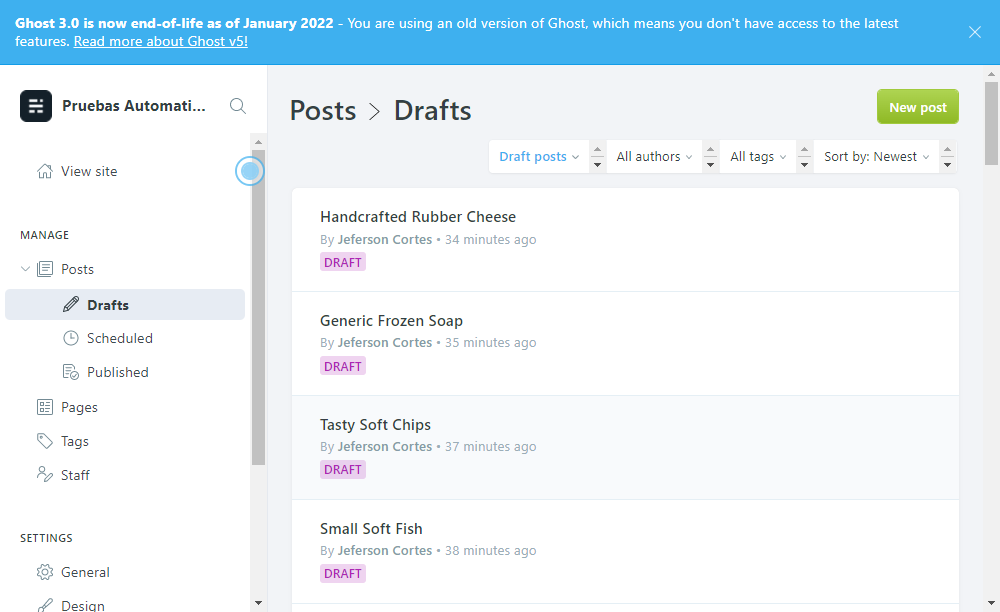 Ghost 3.0 is now end-of-life as of January 2022 - You are using an old version of Ghost, which means you don't have access to the latest
features. Read more about Ghost v5!
Pruebas Automati...
View site
MANAGE
Posts
Drafts
Scheduled
Published
Pages
Tags
Staff
SETTINGS
General
Design
Posts > Drafts
New post
Draft posts
All authors
All tags
Sort by: Newest
Handcrafted Rubber Cheese
By Jeferson Cortes • 34 minutes ago
DRAFT
Generic Frozen Soap
By Jeferson Cortes • 35 minutes ago
DRAFT
Tasty Soft Chips
By Jeferson Cortes • 37 minutes ago
DRAFT
Small Soft Fish
By Jeferson Cortes • 38 minutes ago
DRAFT